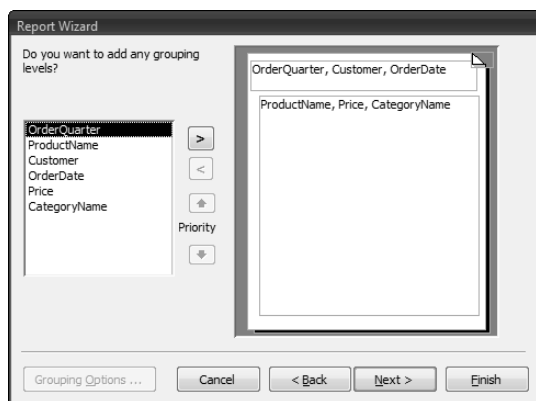 Report Wizard
Do you want to add any grouping
levels?
OrderQuarter
ProductName
Customer
OrderDate
Price
CategoryName
>
<
Priority
OrderQuarter, Customer, OrderDate
ProductName, Price, CategoryName
Grouping Options ...
Cancel
< Back
Next >
Finish